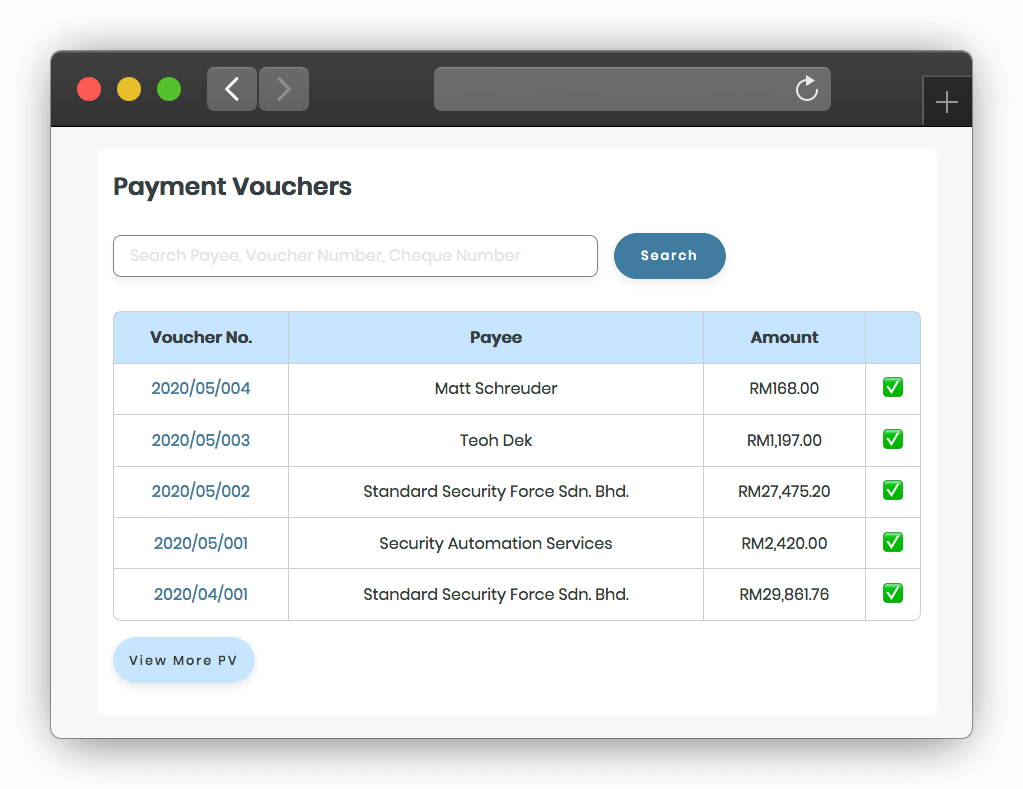 Payment Vouchers
Search Payee, Voucher Number, Cheque Number Search
Voucher No. Payee Amount
2020/05/004 Matt Schreuder RM168.00 ✅
2020/05/003 Teoh Dek RM1,197.00 ✅
2020/05/002 Standard Security Force Sdn. Bhd. RM27,475.20 ✅
2020/05/001 Security Automation Services RM2,420.00 ✅
2020/04/001 Standard Security Force Sdn. Bhd. RM29,861.76 ✅
View More PV